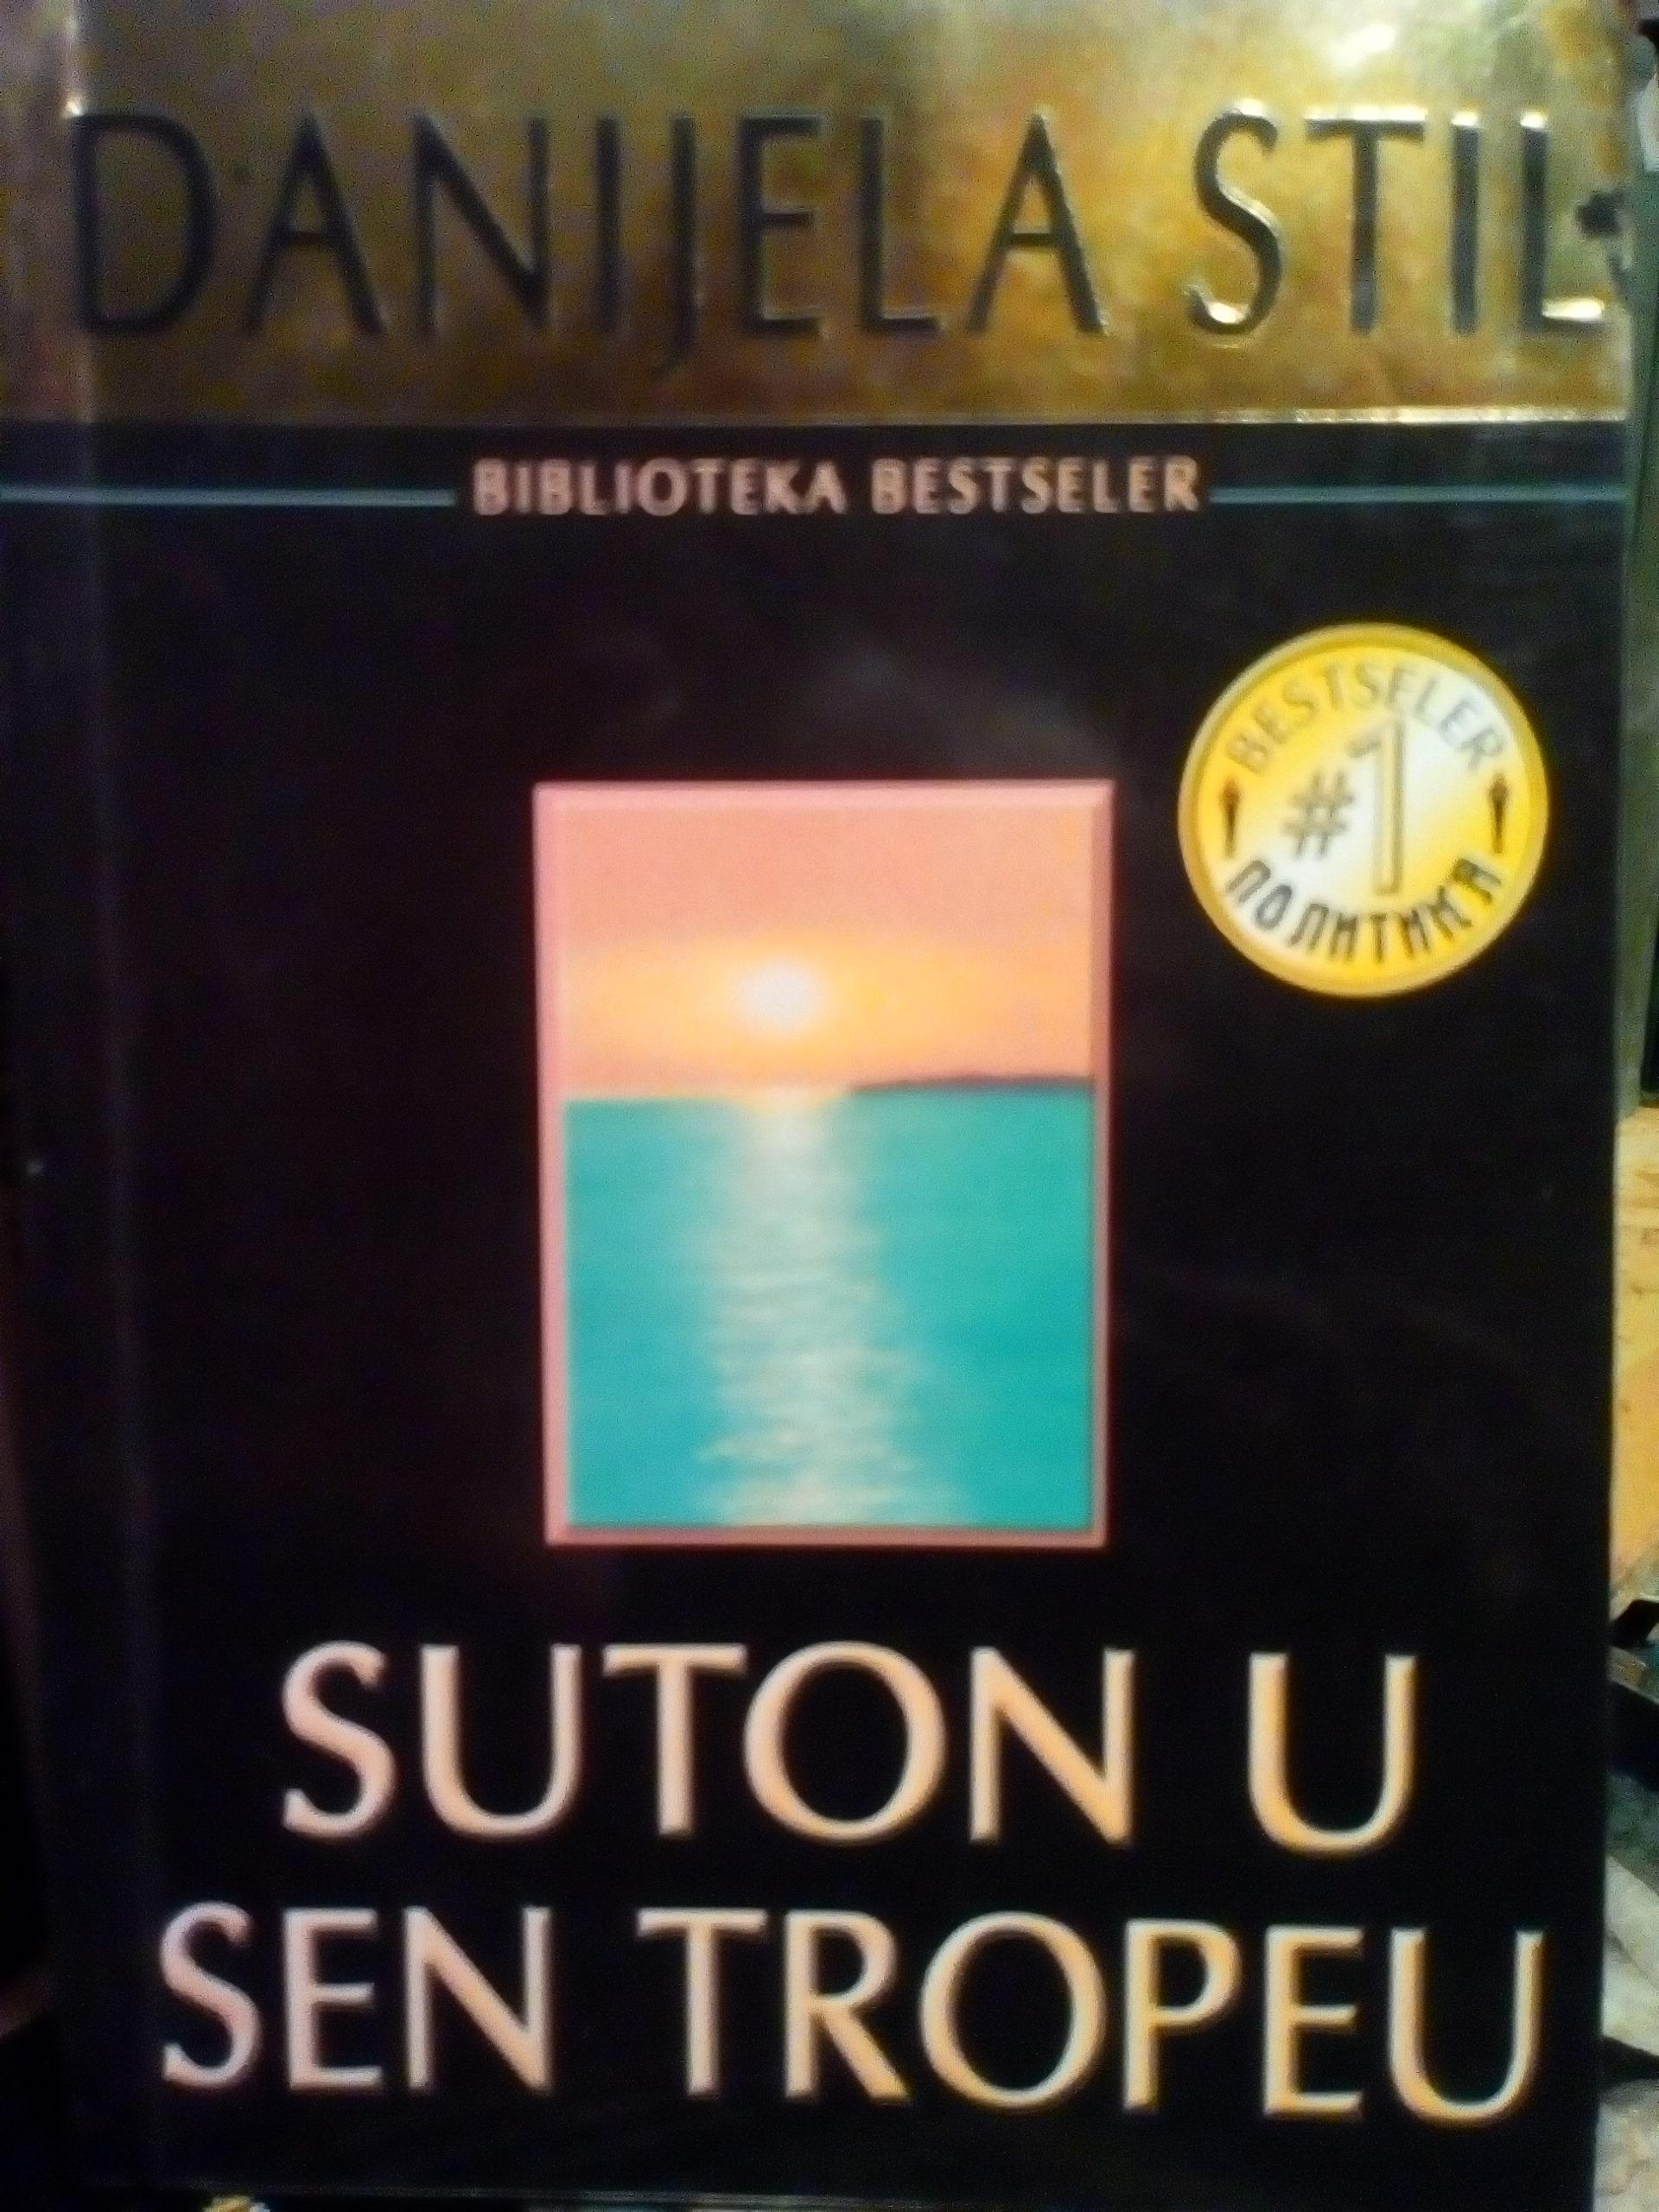 DANIJELA STIL
BIBLIOTEKA BESTSELER
BESTSELER
#1
ПОЛИТИКА
SUTON U
SEN TROPEU